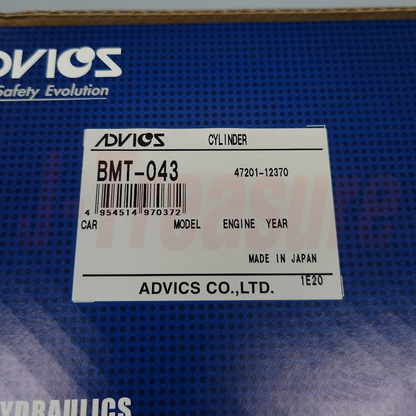 ADVICS
Safety Evolution
ADVICS CYLINDER
BMT-043 47201-12370
4 954514 970372
CAR MODEL ENGINE YEAR
MADE IN JAPAN
ADVICS CO.,LTD. 1E20
J-Treasure
HYDRAULICS